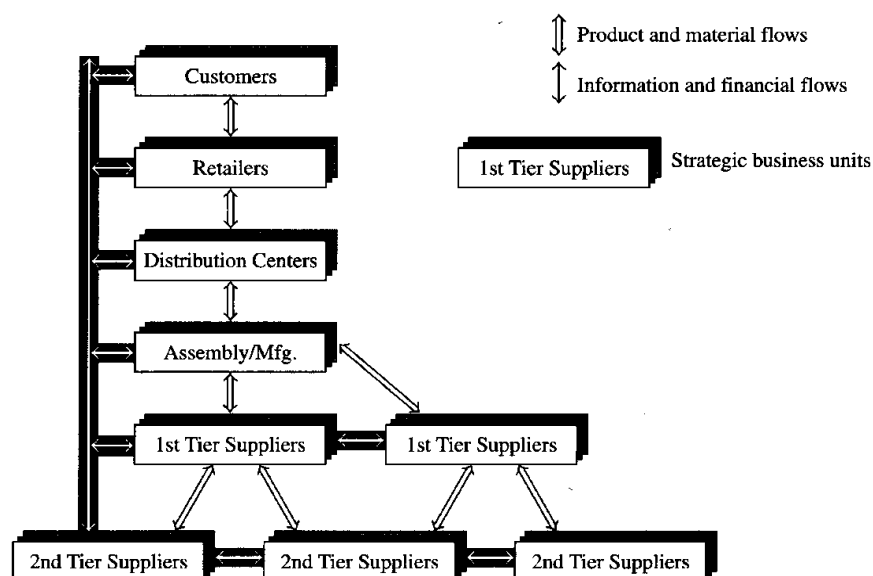 Product and material flows
Customers
Information and financial flows
Retailers
1st Tier Suppliers
Strategic business units
Distribution Centers
Assembly/Mfg.
1st Tier Suppliers
1st Tier Suppliers
2nd Tier Suppliers
2nd Tier Suppliers
2nd Tier Suppliers